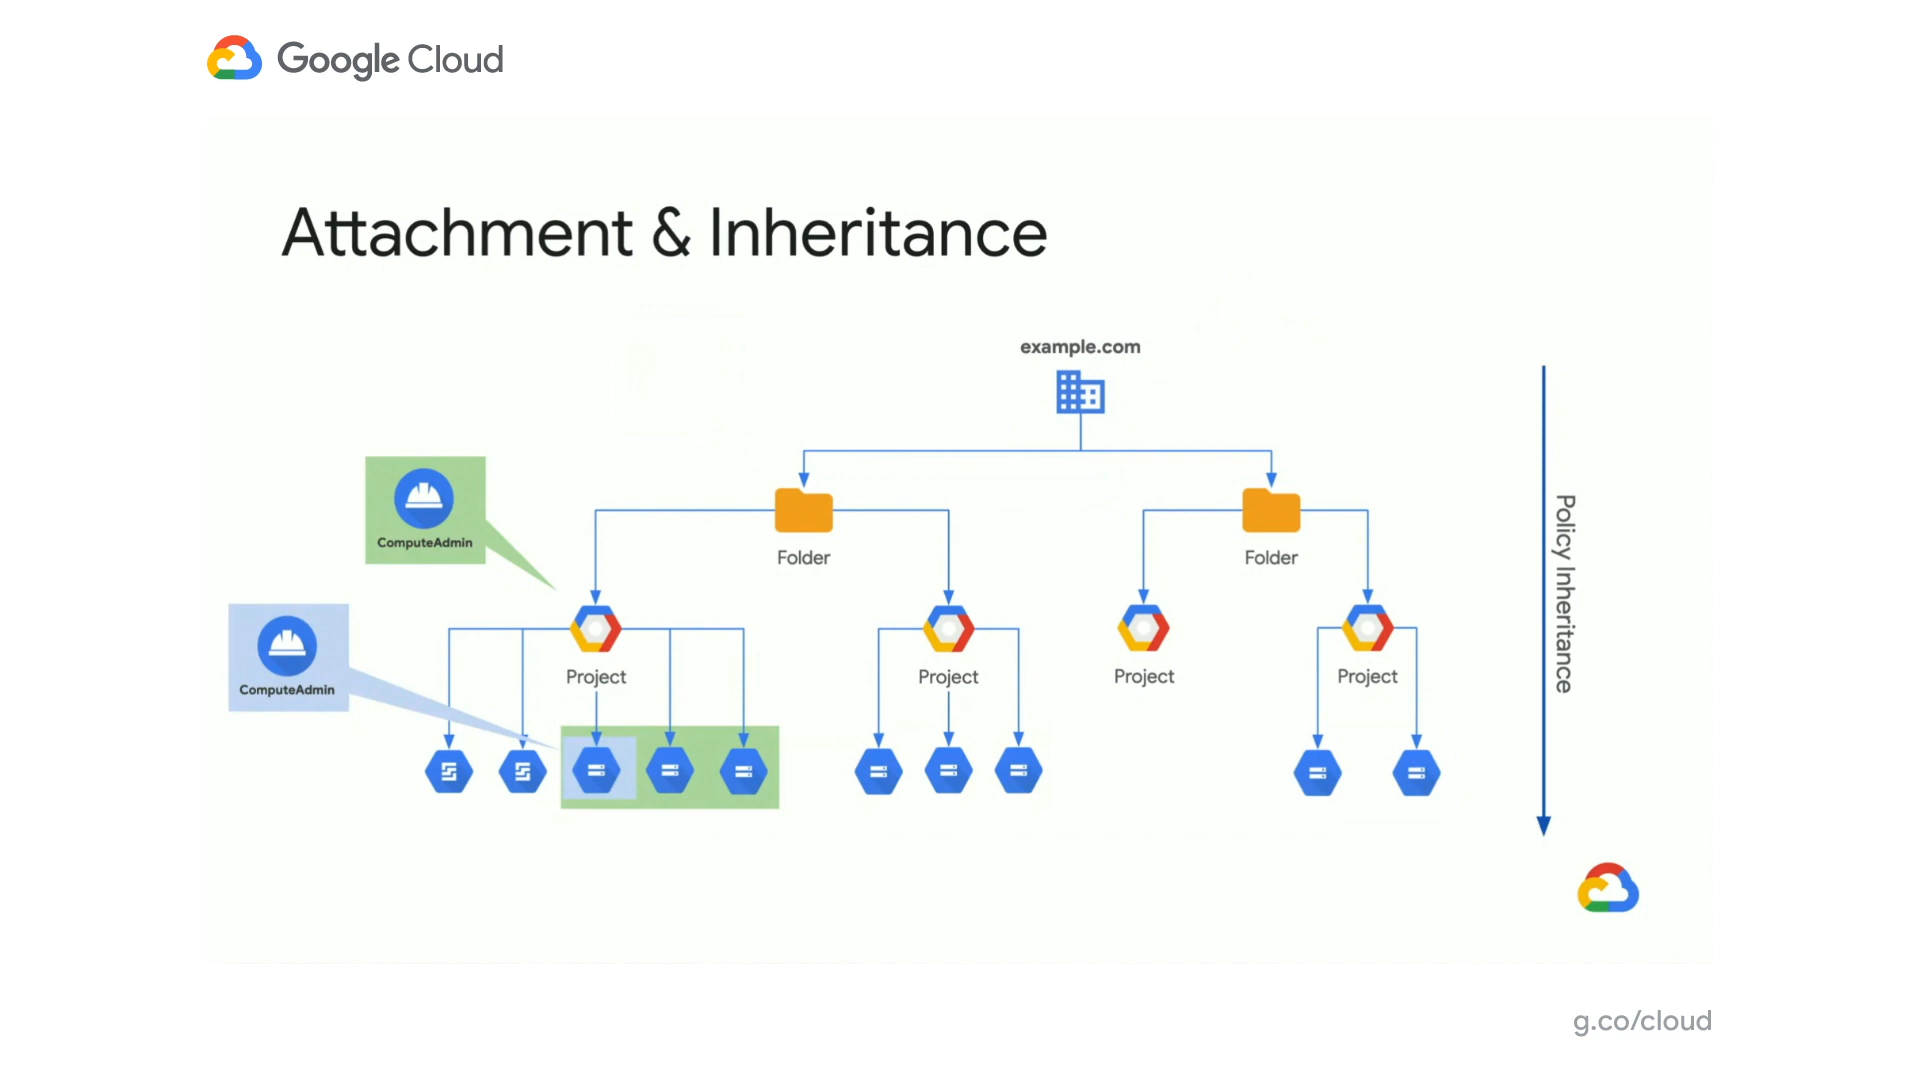 Google Cloud
Attachment & Inheritance
example.com
ComputeAdmin
Folder
Folder
ComputeAdmin
Project
Project
Project
Project
Policy Inheritance
g.co/cloud